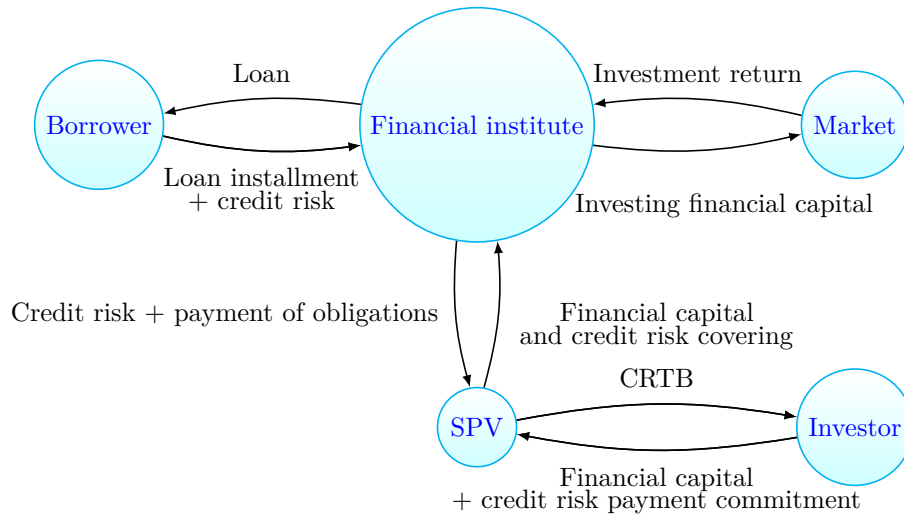 Loan
Investment return
Borrower
Financial institute
Market
Loan installment
+ credit risk
Investing financial capital
Credit risk + payment of obligations
Financial capital
and credit risk covering
CRTB
SPV
Investor
Financial capital
+ credit risk payment commitment